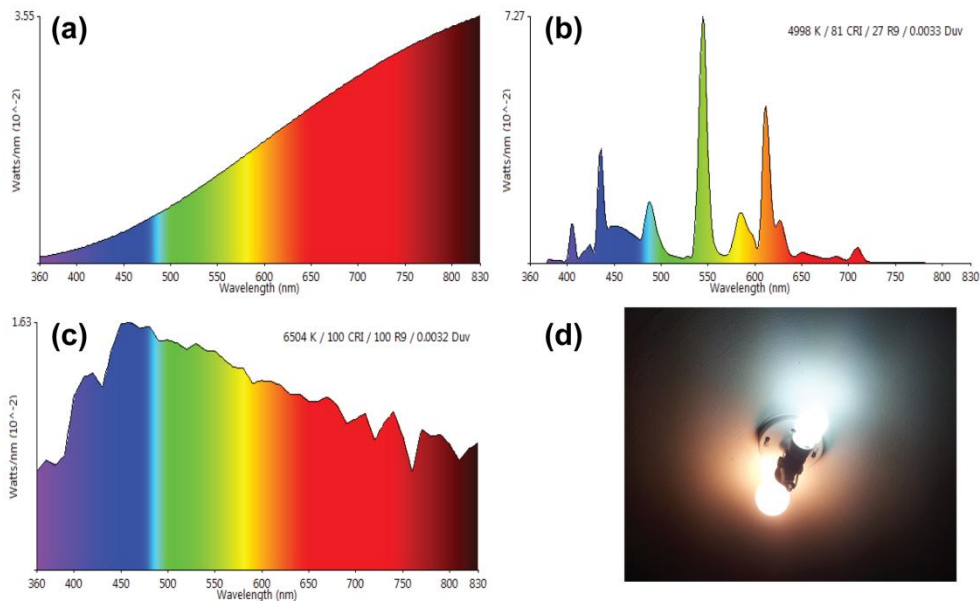 (a)
3.55
Watts/nm (10^-2)
360 400 450 500 550 600 650 700 750 800 830
Wavelength (nm)
(b)
7.27
4998 K / 81 CRI / 27 R9 / 0.0033 Duv
Watts/nm (10^-2)
360 400 450 500 550 600 650 700 750 800 830
Wavelength (nm)
(c)
1.63
6504 K / 100 CRI / 100 R9 / 0.0032 Duv
Watts/nm (10^-2)
360 400 450 500 550 600 650 700 750 800 830
Wavelength (nm)
(d)